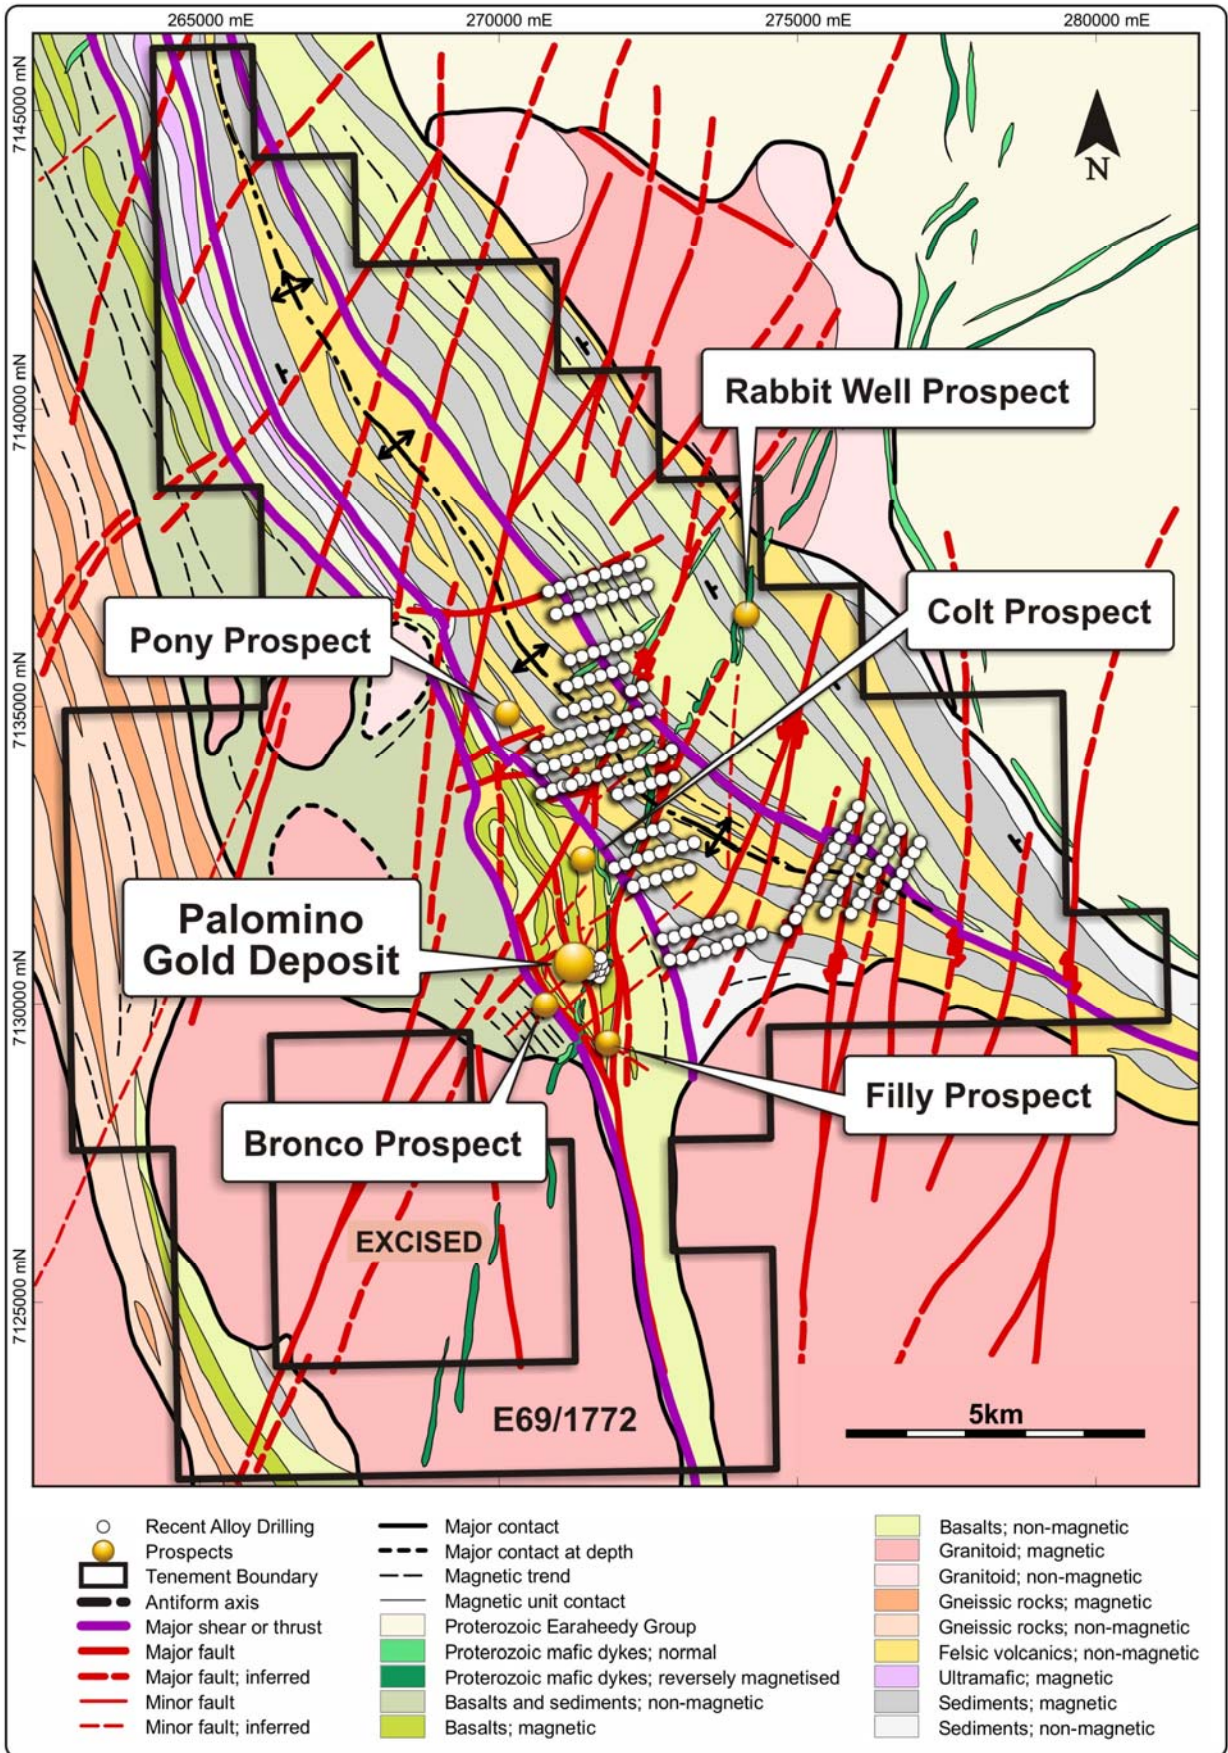 265000 mE
270000 mE
275000 mE
280000 mE
7145000 mN
7140000 mN
7135000 mN
7130000 mN
7125000 mN
N
Rabbit Well Prospect
Colt Prospect
Pony Prospect
Palomino
Gold Deposit
Filly Prospect
Bronco Prospect
EXCISED
E69/1772
5km
Recent Alloy Drilling
Prospects
Tenement Boundary
Antiform axis
Major shear or thrust
Major fault
Major fault; inferred
Minor fault
Minor fault; inferred
Major contact
Major contact at depth
Magnetic trend
Magnetic unit contact
Proterozoic Earaheedy Group
Proterozoic mafic dykes; normal
Proterozoic mafic dykes; reversely magnetised
Basalts and sediments; non-magnetic
Basalts; magnetic
Basalts; non-magnetic
Granitoid; magnetic
Granitoid; non-magnetic
Gneissic rocks; magnetic
Gneissic rocks; non-magnetic
Felsic volcanics; non-magnetic
Ultramafic; magnetic
Sediments; magnetic
Sediments; non-magnetic